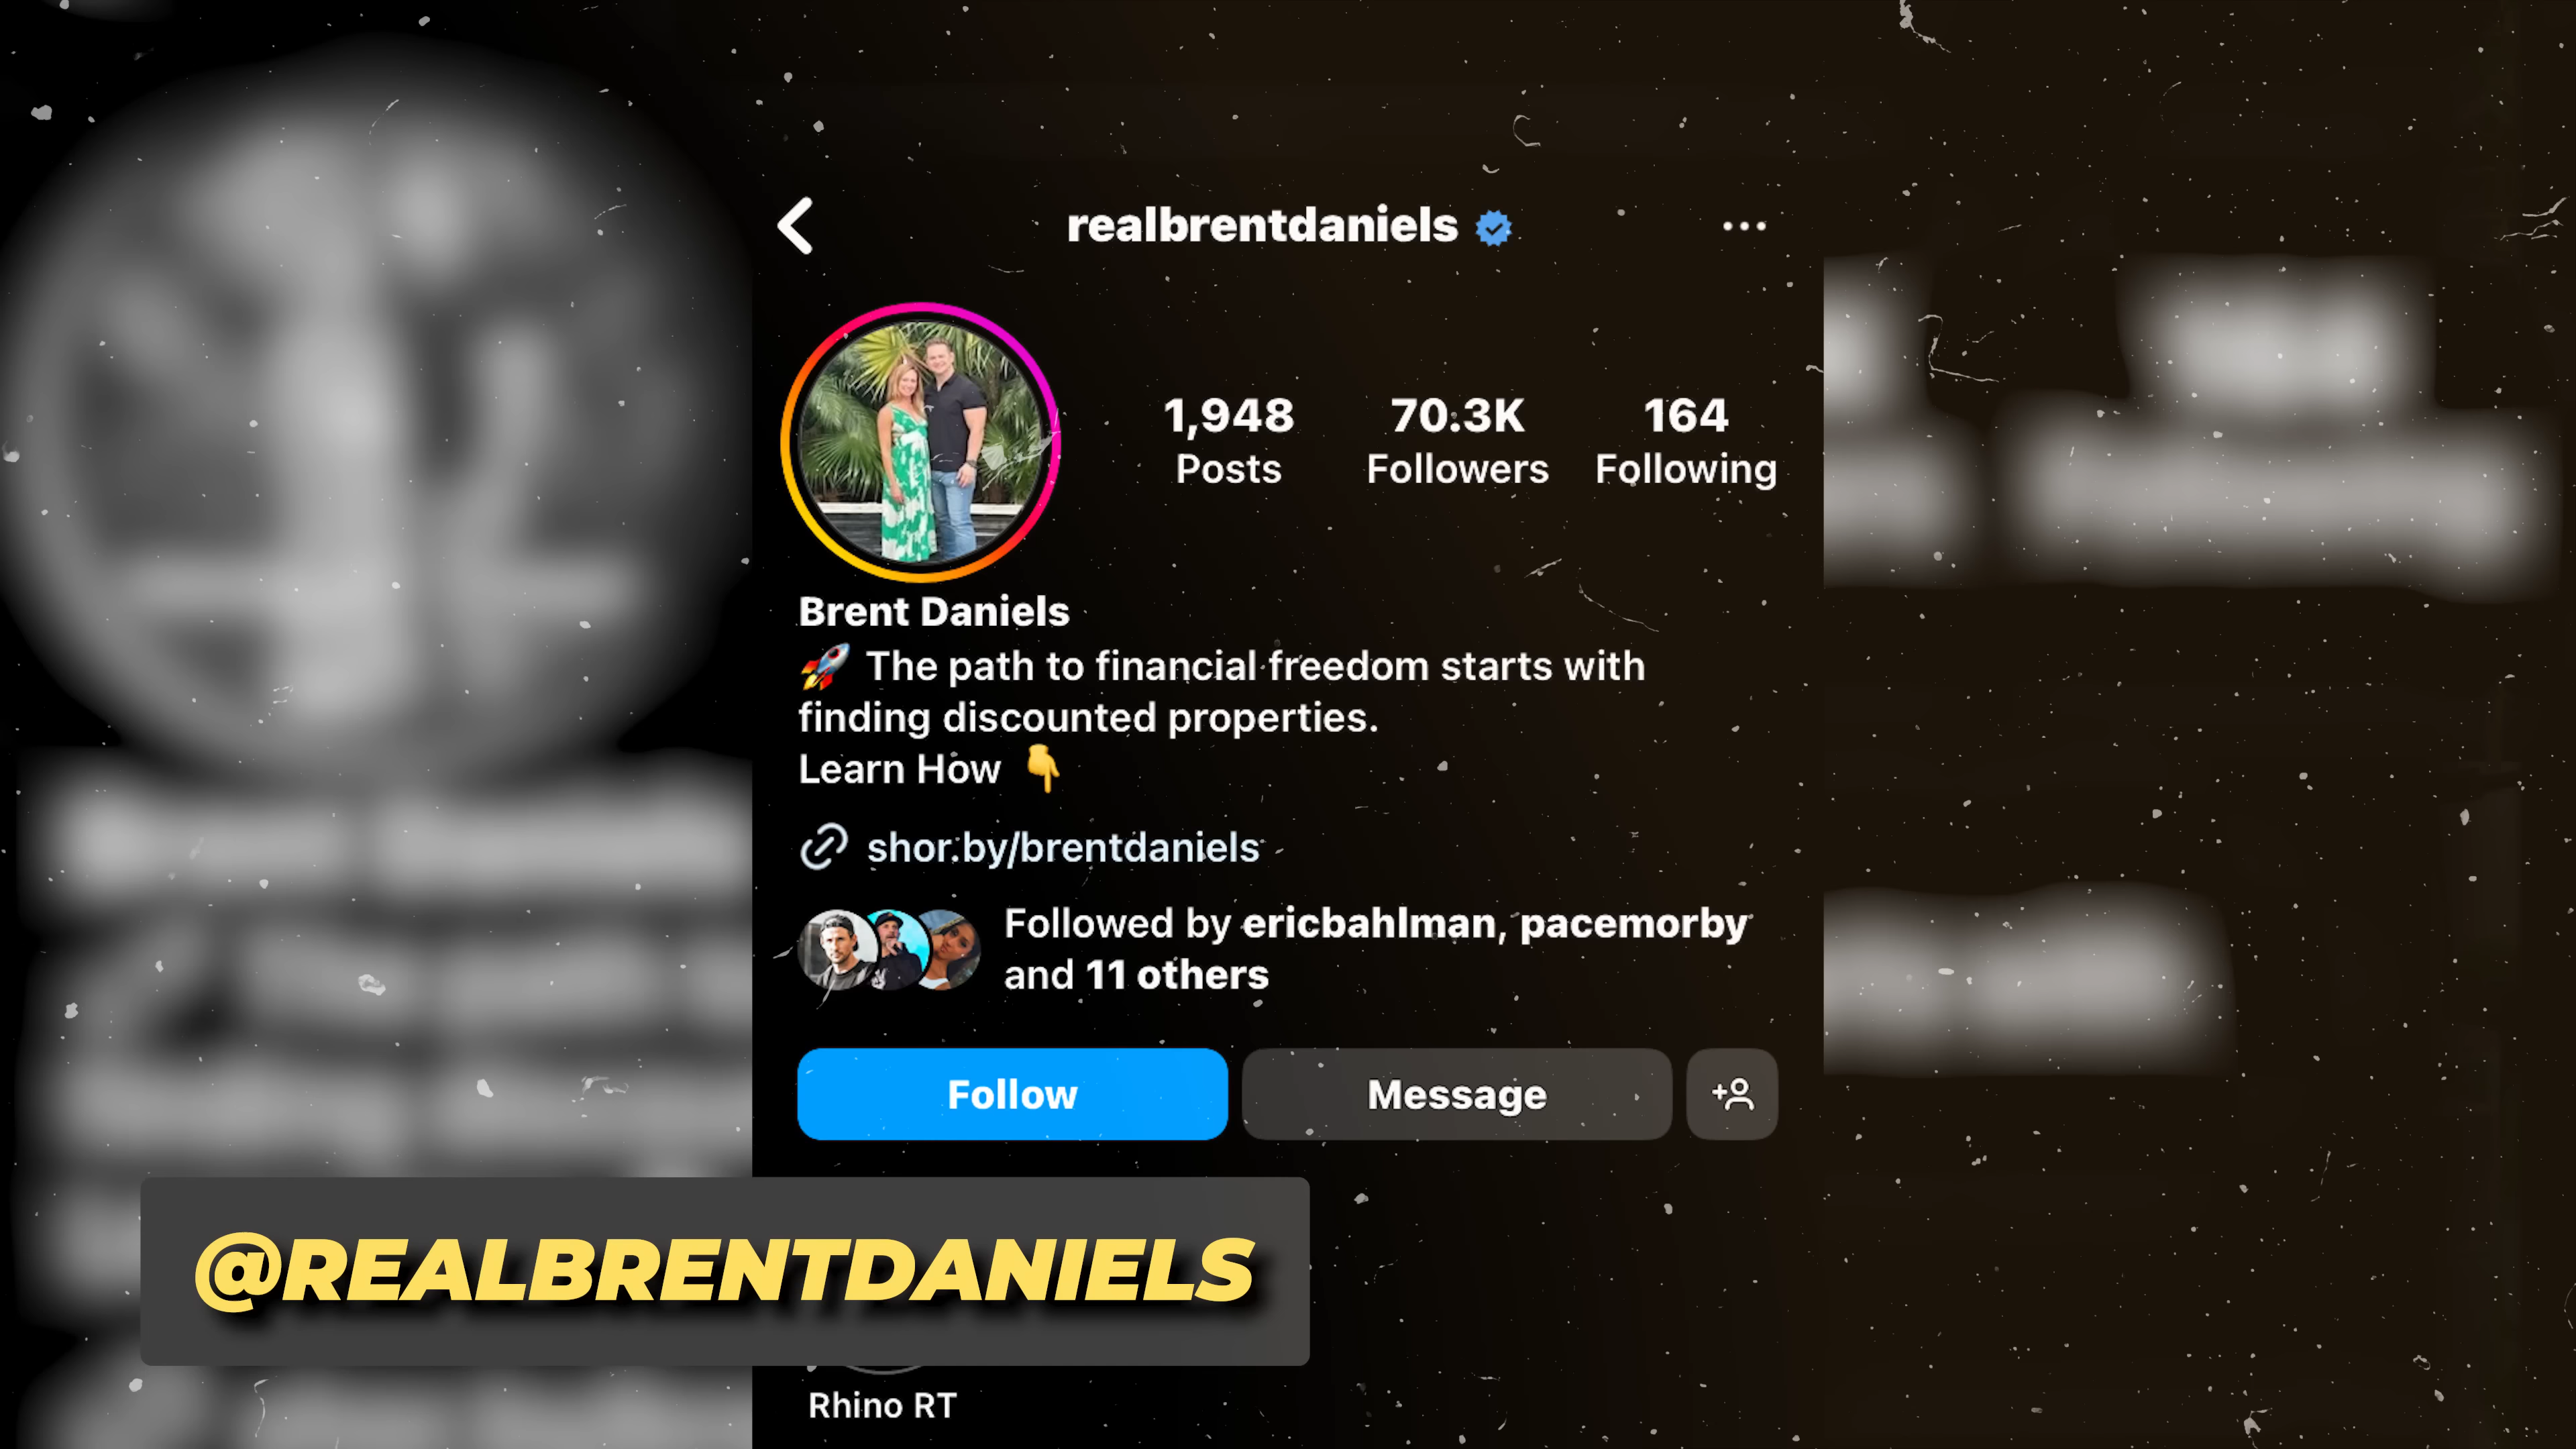 realbrentdaniels
1,948 70.3K 164
Posts Followers Following
Brent Daniels
🚀 The path to financial freedom starts with
finding discounted properties.
Learn How 👇
shor.by/brentdaniels
Followed by ericbahlman, pacemorby
and 11 others
Follow Message
@REALBRENTDANIELS
Rhino RT